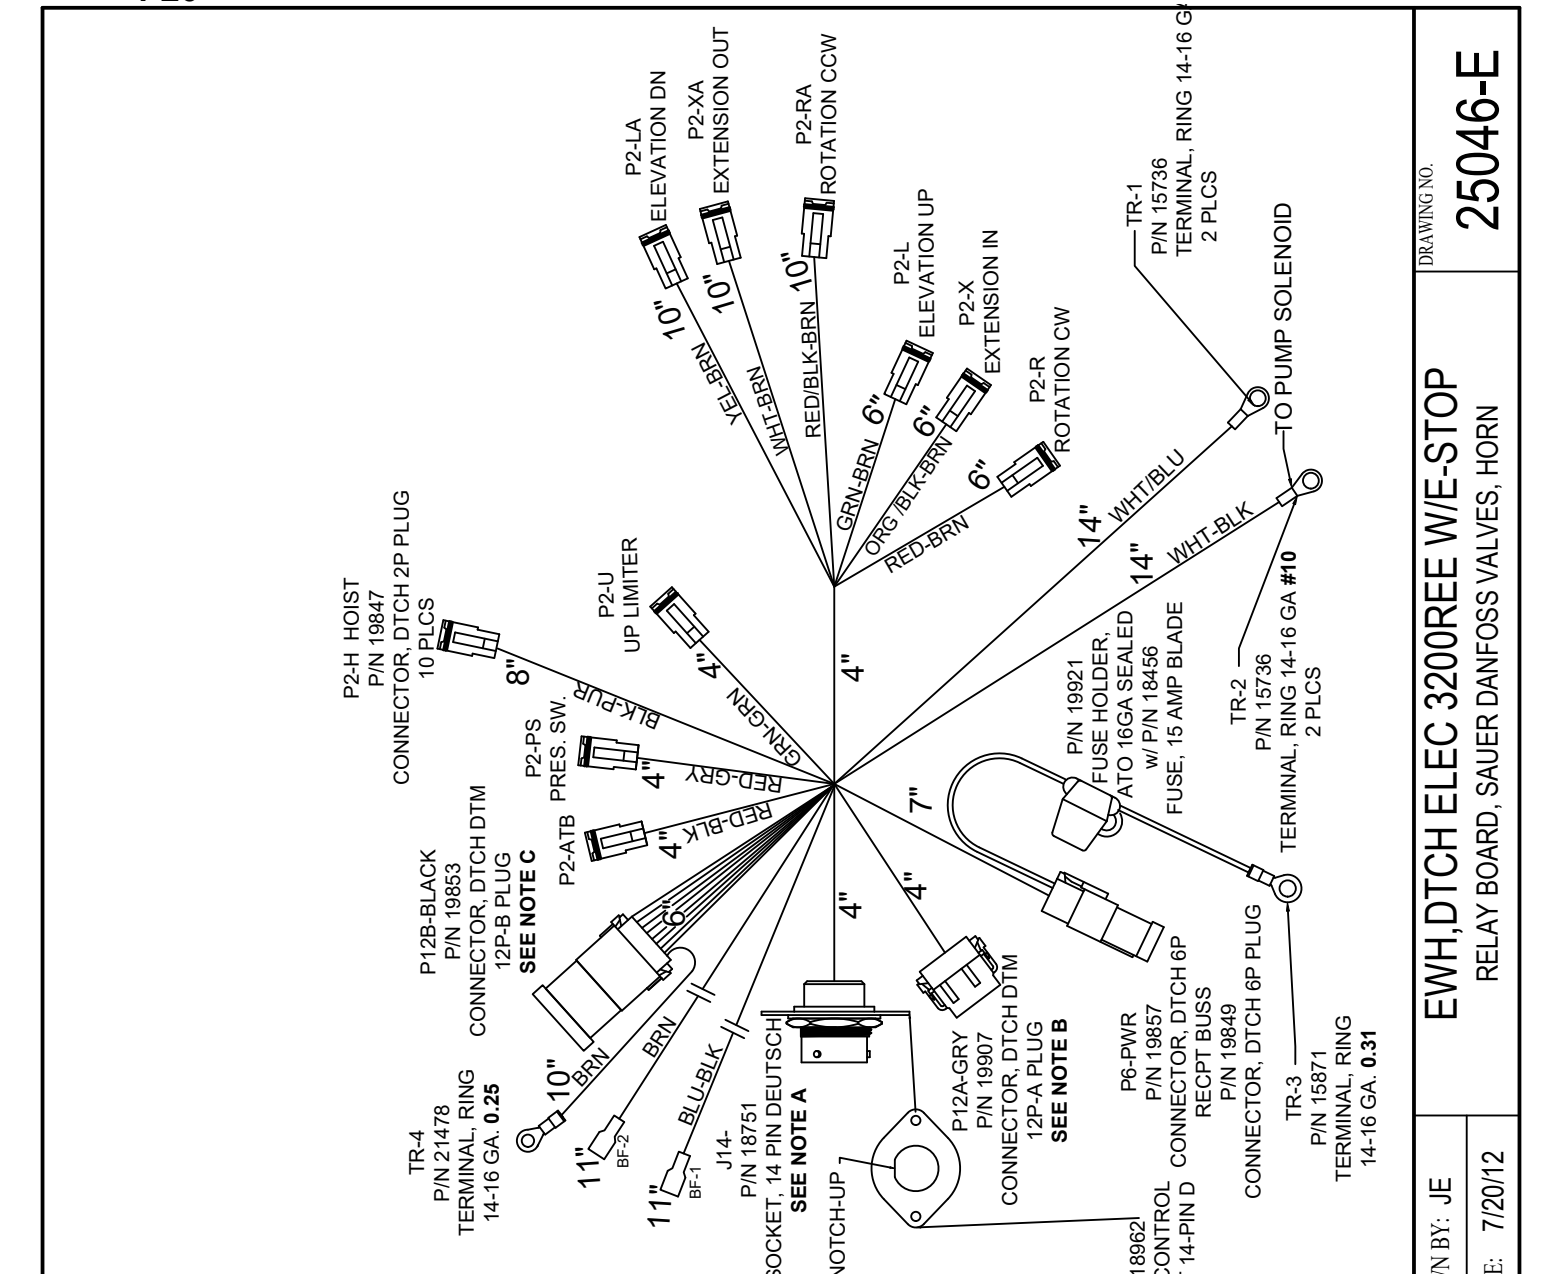 P2-LA
ELEVATION DN
P2-XA
EXTENSION OUT
P2-RA
ROTATION CCW
10"
YEL-BRN
10"
WHT-BRN
10"
RED/BLK-BRN
P2-L
ELEVATION UP
P2-X
EXTENSION IN
P2-R
ROTATION CW
6"
GRN-BRN
6"
ORG /BLK-BRN
6"
RED-BRN
TR-1
P/N 15736
TERMINAL, RING 14-16
2 PLCS
TO PUMP SOLENOID
14"
WHT/BLU
14"
WHT-BLK
TR-2
P/N 15736
TERMINAL, RING 14-16 GA #10
2 PLCS
P2-H HOIST
P/N 19847
CONNECTOR, DTCH 2P PLUG
10 PLCS
8"
BLK-PUR
P2-U
UP LIMITER
4"
GRN-GRN
4"
P2-PS
PRES. SW.
4"
RED-GRY
P2-ATB
4"
RED-BLK
P12B-BLACK
P/N 19853
CONNECTOR, DTCH DTM
12P-B PLUG
SEE NOTE C
6"
P/N 19921
FUSE HOLDER,
ATO 16GA SEALED
w/ P/N 18456
FUSE, 15 AMP BLADE
7"
4"
4"
TR-4
P/N 21478
TERMINAL, RING
14-16 GA. 0.25
10"
BRN
11"
BF-2
BRN
11"
BF-1
BLU-BLK
J14-
P/N 18751
SOCKET, 14 PIN DEUTSCH
SEE NOTE A
NOTCH-UP
P12A-GRY
P/N 19907
CONNECTOR, DTCH DTM
12P-A PLUG
SEE NOTE B
P6-PWR
P/N 19857
CONNECTOR, DTCH 6P
RECPT BUSS
P/N 19849
CONNECTOR, DTCH 6P PLUG
TR-3
P/N 15871
TERMINAL, RING
14-16 GA. 0.31
18962
CONTROL
14-PIN D
DRAWING NO.
25046-E
EWH,DTCH ELEC 3200REE W/E-STOP
RELAY BOARD, SAUER DANFOSS VALVES, HORN
BY: JE
7/20/12